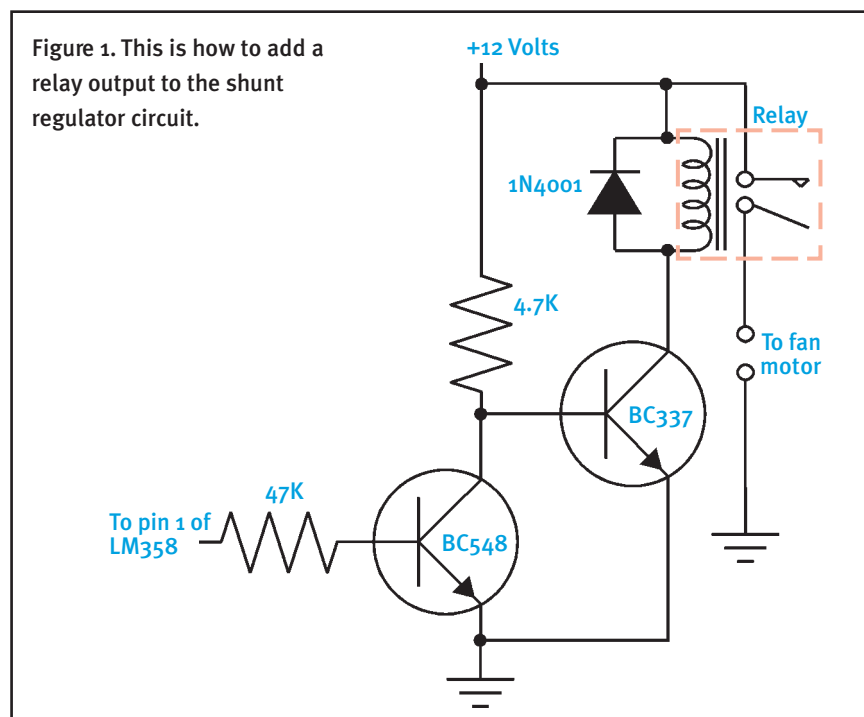 Figure 1. This is how to add a
relay output to the shunt
regulator circuit.
+12 Volts
Relay
1N4001
4.7K
To fan
motor
BC337
47K
To pin 1 of
LM358
BC548